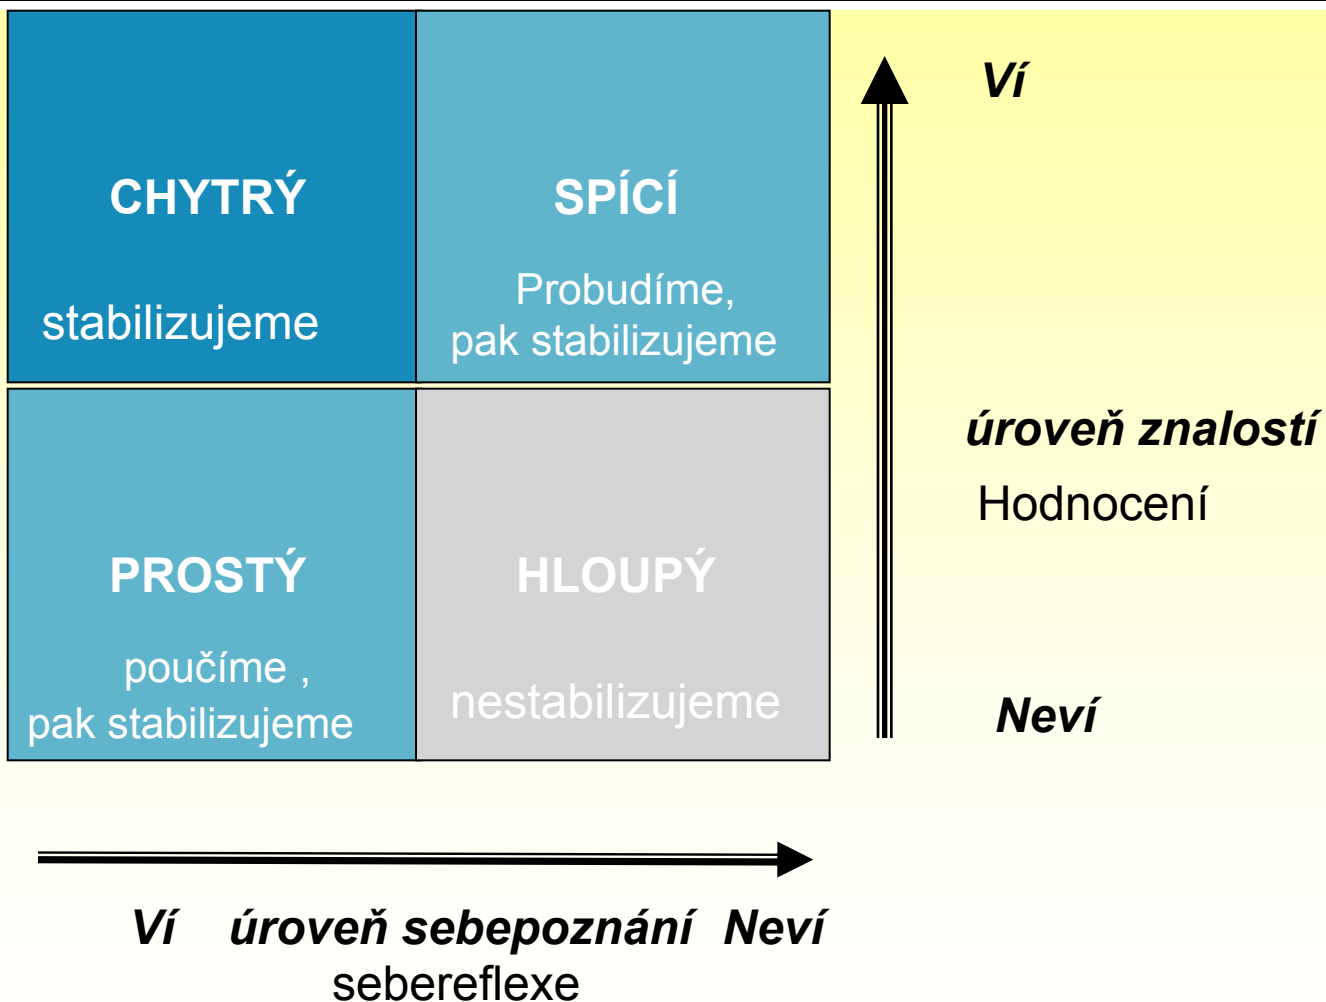 CHYTRÝ
stabilizujeme
SPÍCÍ
Probudíme,
pak stabilizujeme
PROSTÝ
poučíme ,
pak stabilizujeme
HLOUPÝ
nestabilizujeme
Ví
úroveň znalostí
Hodnocení
Neví
Ví úroveň sebepoznání Neví
sebereflexe